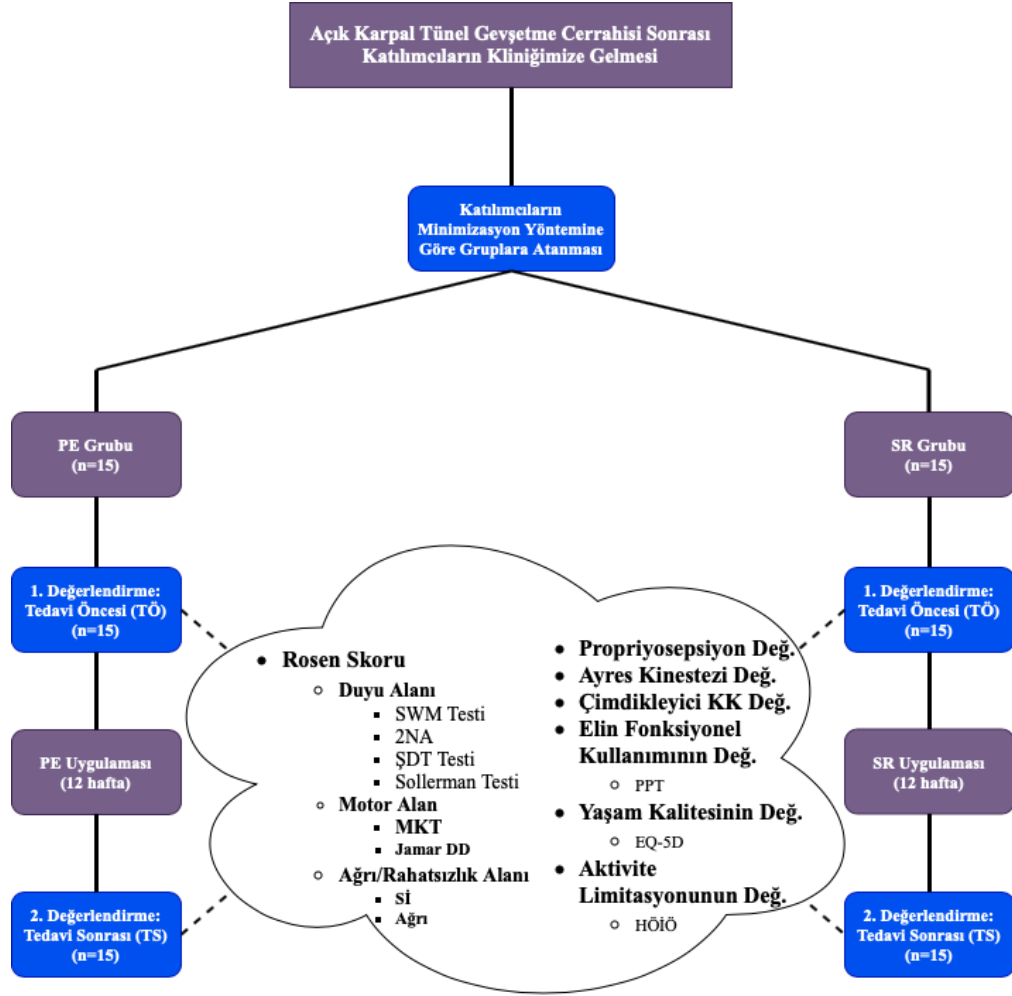 Açık Karpal Tünel Gevşetme Cerrahisi Sonrası
Katılımcıların Kliniğimize Gelmesi
Katılımcıların
Minimizasyon Yöntemine
Göre Gruplara Atanması
PE Grubu
(n=15)
SR Grubu
(n=15)
1. Değerlendirme:
Tedavi Öncesi (TÖ)
(n=15)
1. Değerlendirme:
Tedavi Öncesi (TÖ)
(n=15)
PE Uygulaması
(12 hafta)
SR Uygulaması
(12 hafta)
2. Değerlendirme:
Tedavi Sonrası (TS)
(n=15)
2. Değerlendirme:
Tedavi Sonrası (TS)
(n=15)
• Rosen Skoru
○ Duyu Alanı
▪ SWM Testi
▪ 2NA
▪ ŞDT Testi
▪ Sollerman Testi
○ Motor Alan
▪ MKT
▪ Jamar DD
○ Ağrı/Rahatsızlık Alanı
▪ Sİ
▪ Ağrı
• Propriyosepsiyon Değ.
• Ayres Kinestezi Değ.
• Çimdikleyici KK Değ.
• Elin Fonksiyonel
Kullanımının Değ.
○ PPT
• Yaşam Kalitesinin Değ.
○ EQ-5D
• Aktivite
Limitasyonunun Değ.
○ HÖİÖ